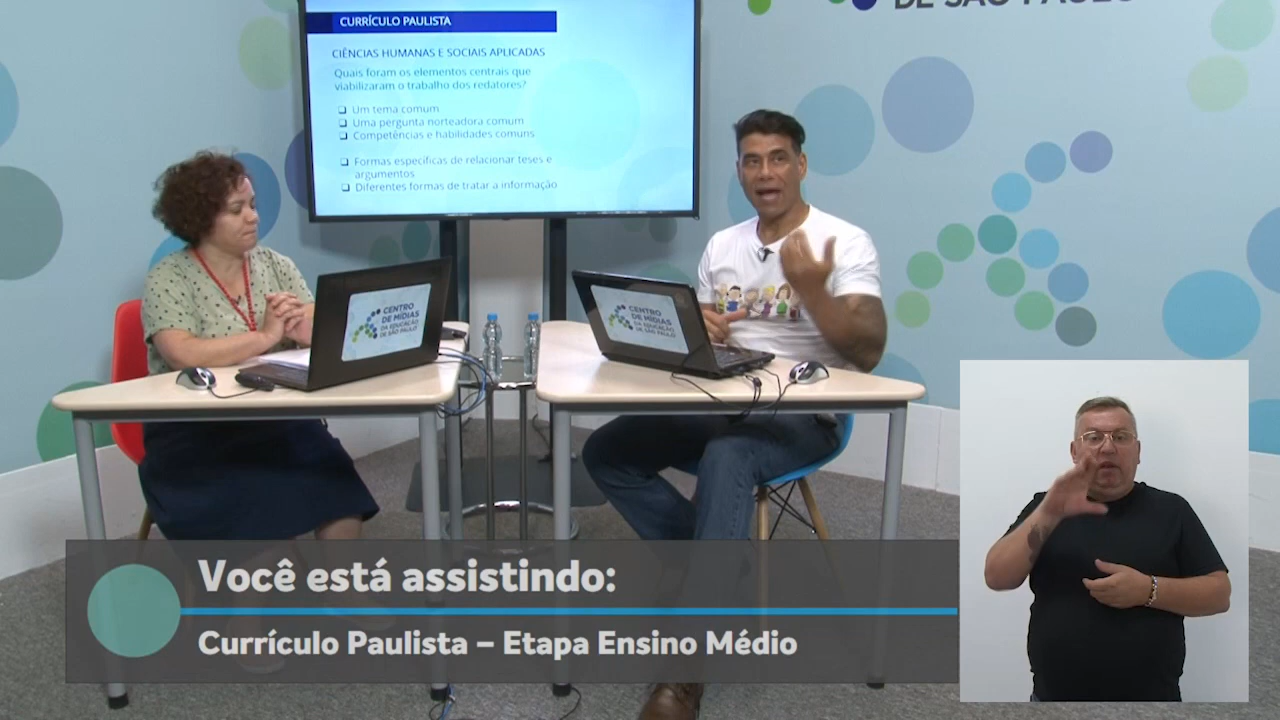 DE SÃO PAULO
CURRÍCULO PAULISTA
CIÊNCIAS HUMANAS E SOCIAIS APLICADAS
Quais foram os elementos centrais que
viabilizaram o trabalho dos redatores?
Um tema comum
Uma pergunta norteadora comum
Competências e habilidades comuns
Formas específicas de relacionar teses e
argumentos
Diferentes formas de tratar a informação
CENTRO
DE MÍDIAS
DA EDUCAÇÃO
DE SÃO PAULO
CENTRO
DE MÍDIAS
DA EDUCAÇÃO
DE SÃO PAULO
Você está assistindo:
Currículo Paulista – Etapa Ensino Médio